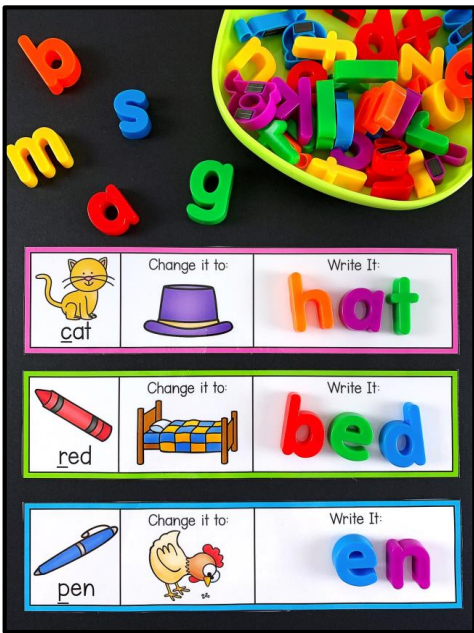 b
s
m
a
g
Change it to:
Write It:
cat
hat
Change it to:
Write It:
red
bed
Change it to:
Write It:
pen
en